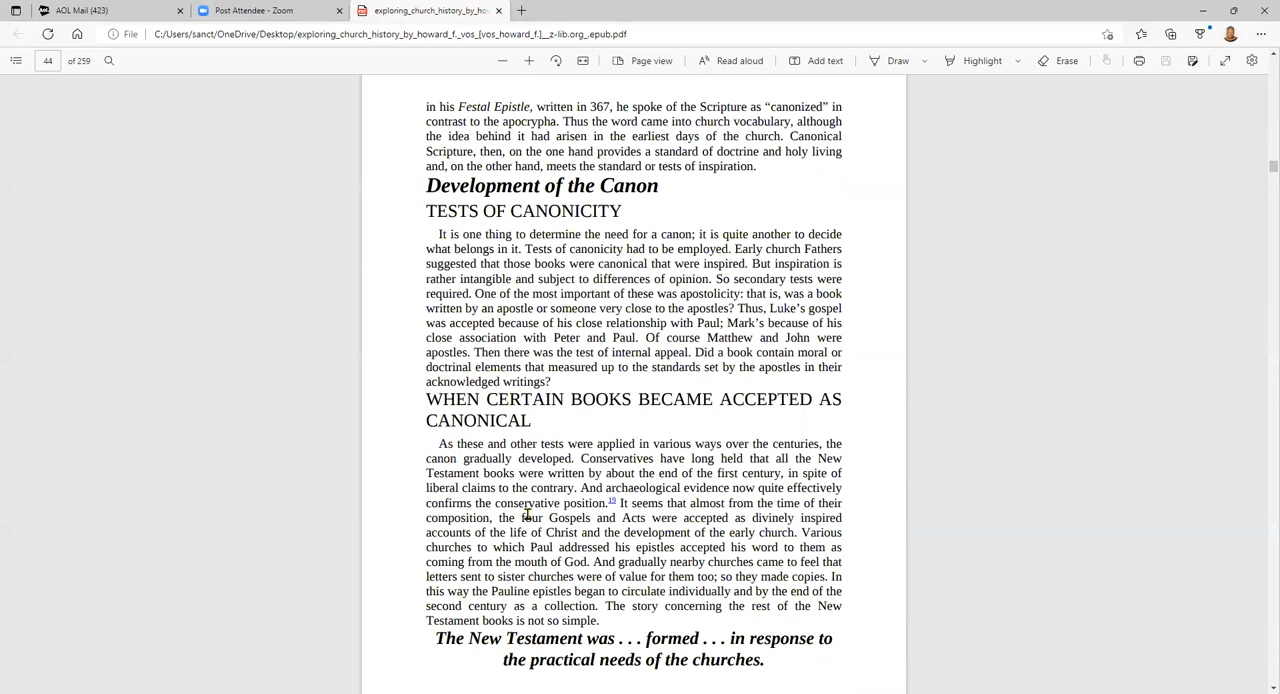 AOL Mail (423)
Post Attendee - Zoom
exploring_church_history_by_ho
File
C:/Users/sanct/OneDrive/Desktop/exploring_church_history_by_howard_f._vos_[vos_howard_f.]__z-lib.org_.epub.pdf
44 of 259
Page view
Read aloud
Add text
Draw
Highlight
Erase
in his Festal Epistle, written in 367, he spoke of the Scripture as “canonized” in
contrast to the apocrypha. Thus the word came into church vocabulary, although
the idea behind it had arisen in the earliest days of the church. Canonical
Scripture, then, on the one hand provides a standard of doctrine and holy living
and, on the other hand, meets the standard or tests of inspiration.
Development of the Canon
TESTS OF CANONICITY
It is one thing to determine the need for a canon; it is quite another to decide
what belongs in it. Tests of canonicity had to be employed. Early church Fathers
suggested that those books were canonical that were inspired. But inspiration is
rather intangible and subject to differences of opinion. So secondary tests were
required. One of the most important of these was apostolicity: that is, was a book
written by an apostle or someone very close to the apostles? Thus, Luke’s gospel
was accepted because of his close relationship with Paul; Mark’s because of his
close association with Peter and Paul. Of course Matthew and John were
apostles. Then there was the test of internal appeal. Did a book contain moral or
doctrinal elements that measured up to the standards set by the apostles in their
acknowledged writings?
WHEN CERTAIN BOOKS BECAME ACCEPTED AS
CANONICAL
As these and other tests were applied in various ways over the centuries, the
canon gradually developed. Conservatives have long held that all the New
Testament books were written by about the end of the first century, in spite of
liberal claims to the contrary. And archaeological evidence now quite effectively
confirms the conservative position.19 It seems that almost from the time of their
composition, the four Gospels and Acts were accepted as divinely inspired
accounts of the life of Christ and the development of the early church. Various
churches to which Paul addressed his epistles accepted his word to them as
coming from the mouth of God. And gradually nearby churches came to feel that
letters sent to sister churches were of value for them too; so they made copies. In
this way the Pauline epistles began to circulate individually and by the end of the
second century as a collection. The story concerning the rest of the New
Testament books is not so simple.
The New Testament was . . . formed . . . in response to
the practical needs of the churches.